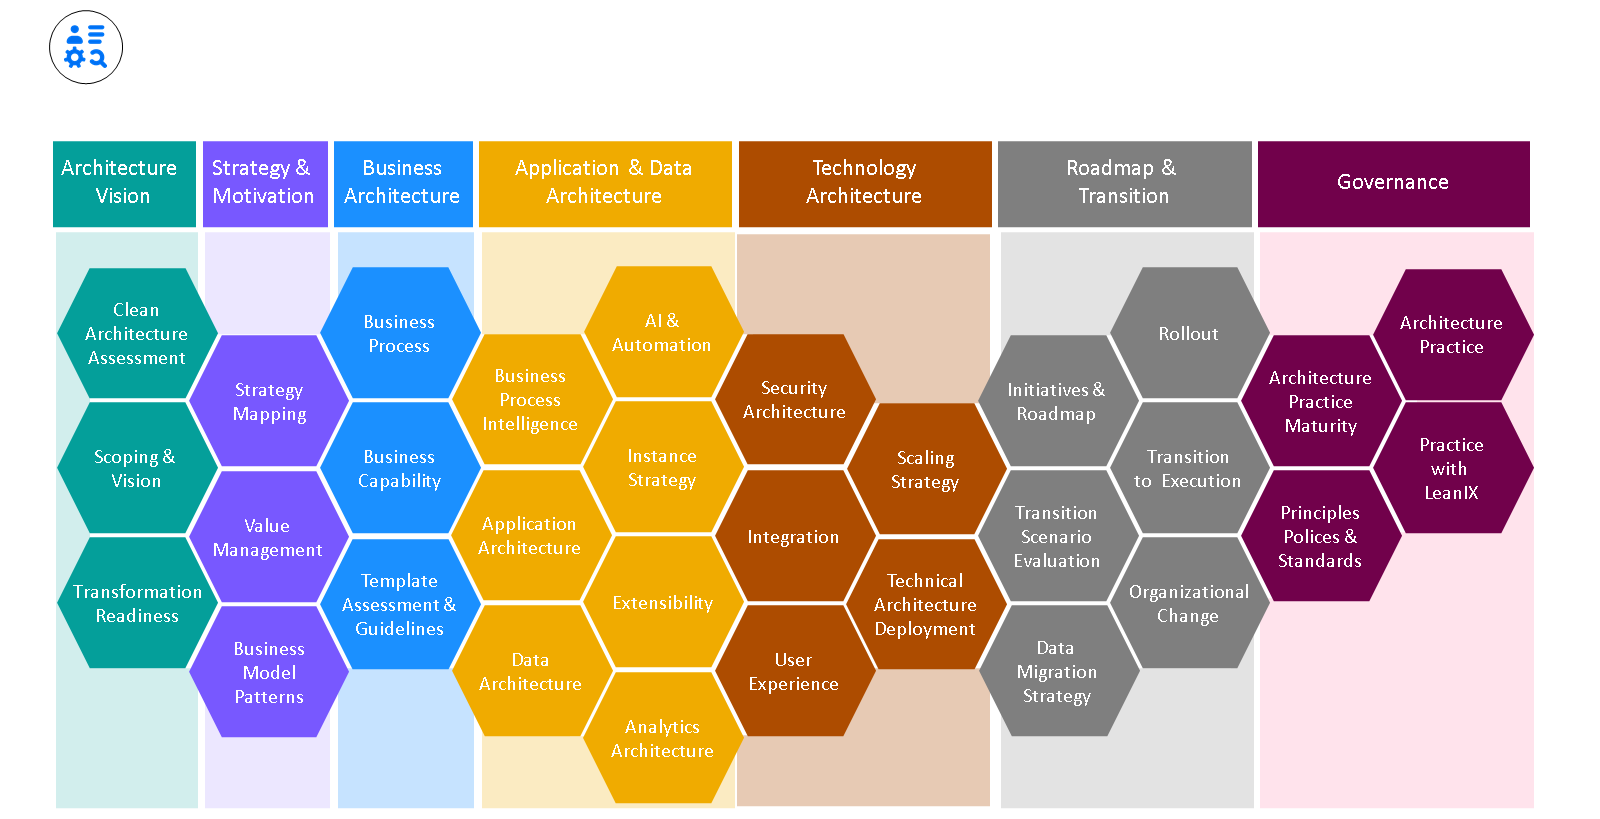 Architecture
Vision
Strategy &
Motivation
Business
Architecture
Application & Data
Architecture
Technology
Architecture
Roadmap &
Transition
Governance
Clean
Architecture
Assessment
Scoping &
Vision
Transformation
Readiness
Strategy
Mapping
Value
Management
Business
Model
Patterns
Business
Process
Business
Capability
Template
Assessment &
Guidelines
Business
Process
Intelligence
Application
Architecture
Data
Architecture
AI &
Automation
Instance
Strategy
Extensibility
Analytics
Architecture
Security
Architecture
Integration
User
Experience
Scaling
Strategy
Technical
Architecture
Deployment
Initiatives &
Roadmap
Transition
Scenario
Evaluation
Data
Migration
Strategy
Rollout
Transition
to Execution
Organizational
Change
Architecture
Practice
Maturity
Principles
Polices &
Standards
Architecture
Practice
Practice
with
LeanIX